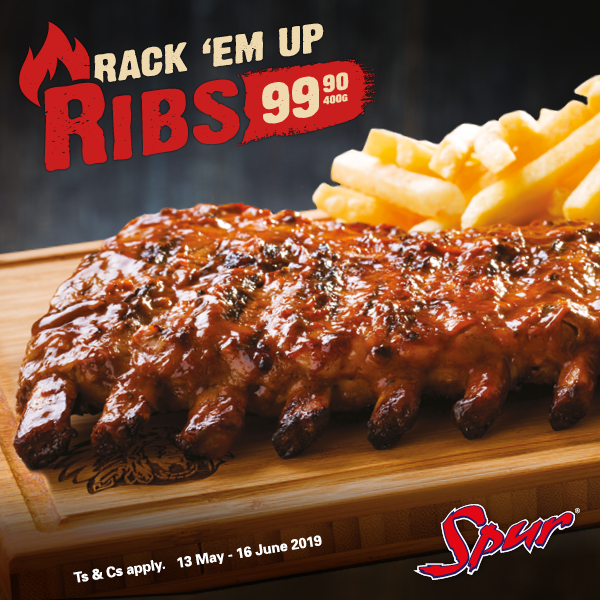 RACK ‘EM UP
RIBS 99 90
400G
Ts & Cs apply. 13 May - 16 June 2019
Spur®